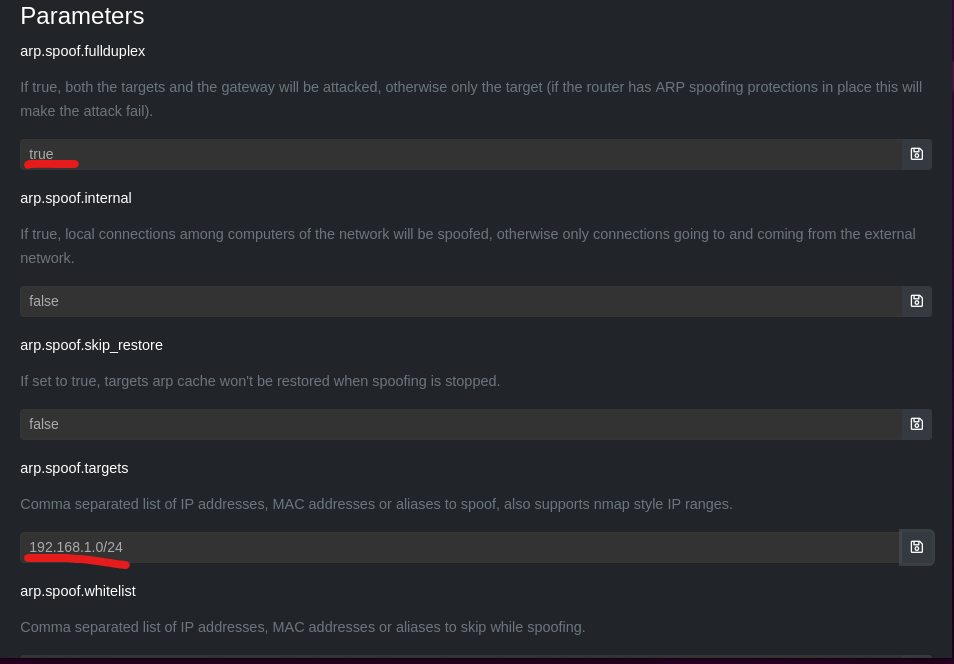 Parameters
arp.spoof.fullduplex
If true, both the targets and the gateway will be attacked, otherwise only the target (if the router has ARP spoofing protections in place this will
make the attack fail).
true
arp.spoof.internal
If true, local connections among computers of the network will be spoofed, otherwise only connections going to and coming from the external
network.
false
arp.spoof.skip_restore
If set to true, targets arp cache won't be restored when spoofing is stopped.
false
arp.spoof.targets
Comma separated list of IP addresses, MAC addresses or aliases to spoof, also supports nmap style IP ranges.
192.168.1.0/24
arp.spoof.whitelist
Comma separated list of IP addresses, MAC addresses or aliases to skip while spoofing.